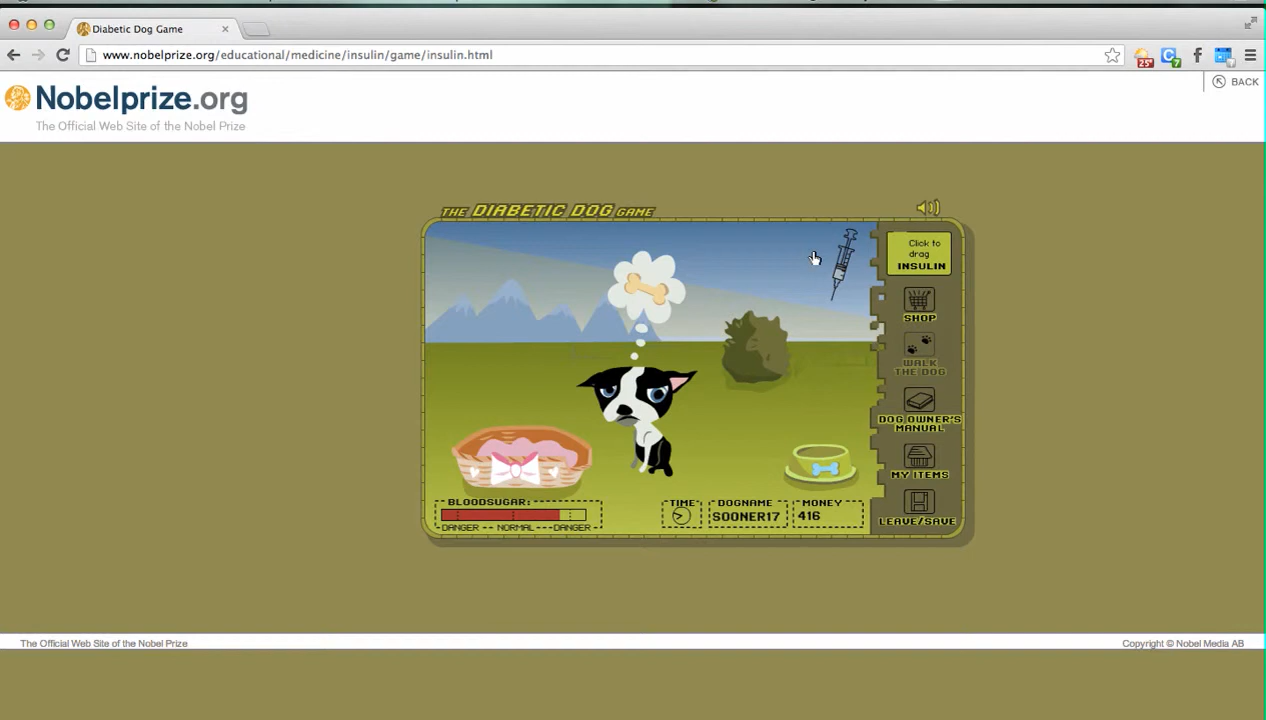 Diabetic Dog Game
www.nobelprize.org/educational/medicine/insulin/game/insulin.html
25°
7
BACK
Nobelprize.org
The Official Web Site of the Nobel Prize
THE DIABETIC DOG GAME
Click to
drag
INSULIN
SHOP
WALK
THE DOG
DOG OWNER'S
MANUAL
MY ITEMS
LEAVE/SAVE
BLOODSUGAR:
DANGER -- NORMAL -- DANGER
TIME
DOGNAME
SOONER17
MONEY
416
The Official Web Site of the Nobel Prize
Copyright © Nobel Media AB